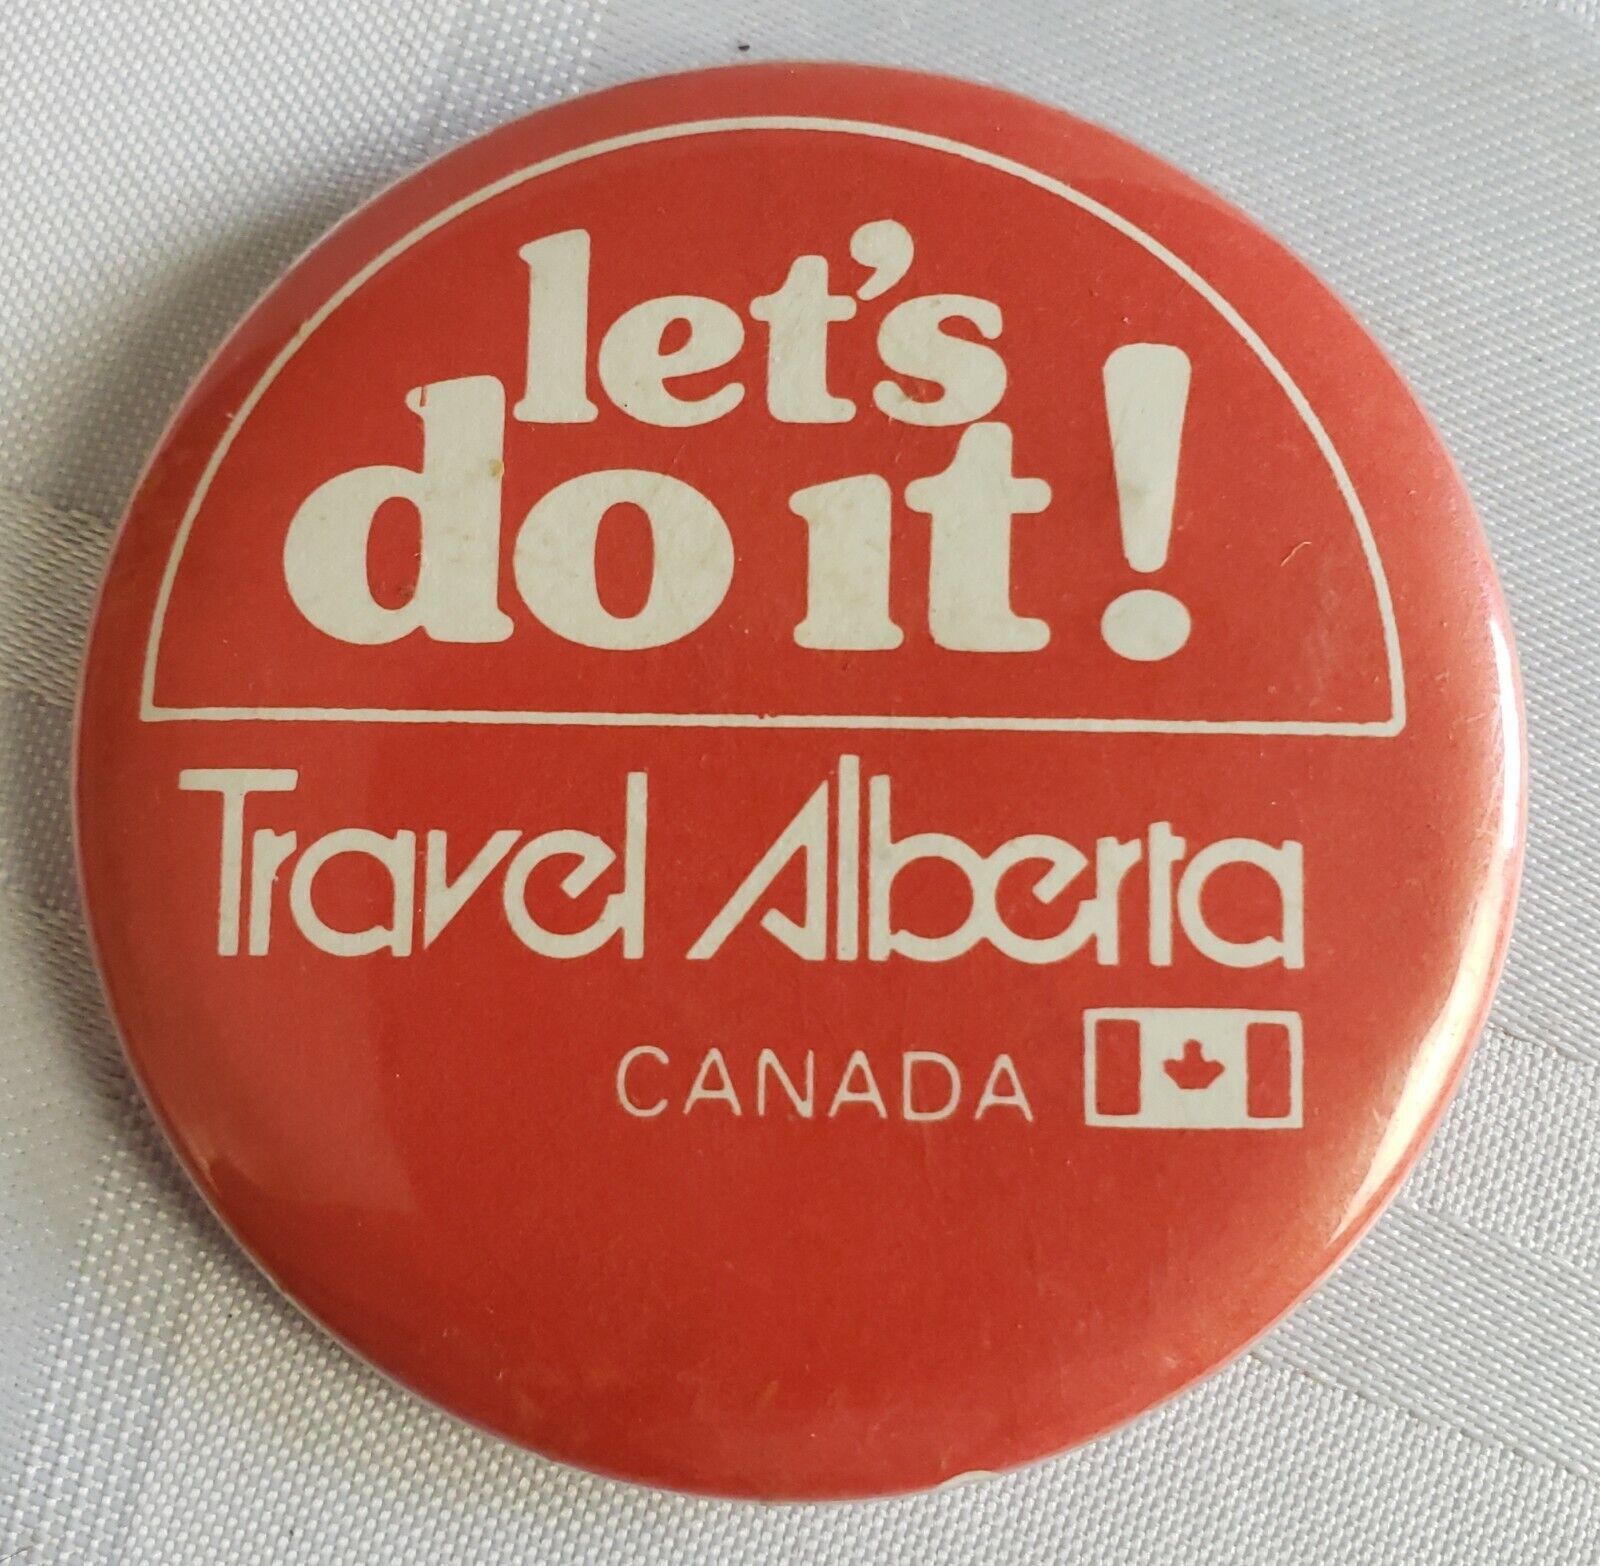 let's
do it!
Travel Alberta
CANADA